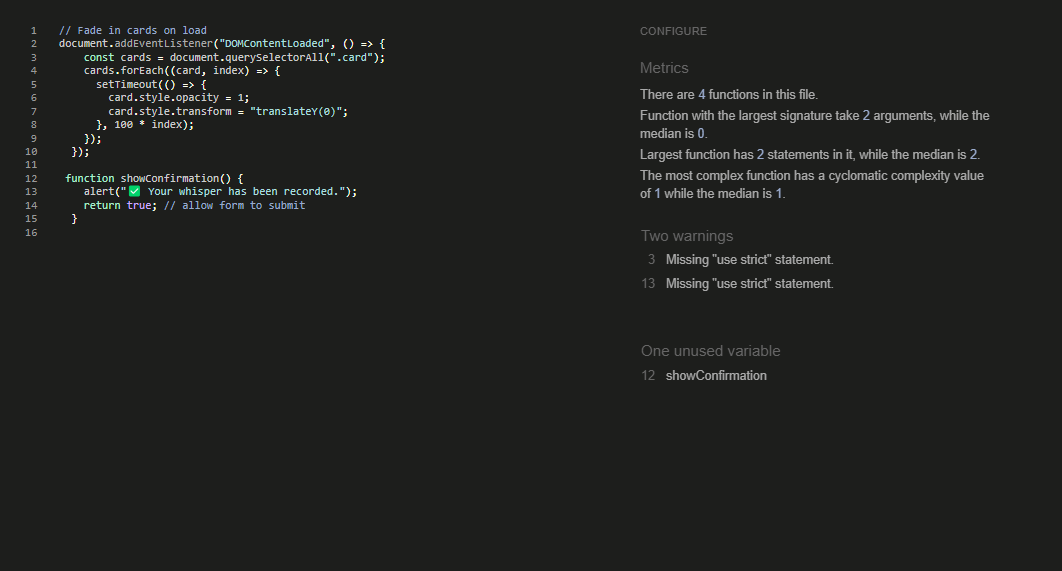 1 // Fade in cards on load
2 document.addEventListener("DOMContentLoaded", () => {
3 const cards = document.querySelectorAll(".card");
4 cards.forEach((card, index) => {
5 setTimeout(() => {
6 card.style.opacity = 1;
7 card.style.transform = "translateY(0)";
8 }, 100 * index);
9 });
10 });
11
12 function showConfirmation() {
13 alert("✅ Your whisper has been recorded.");
14 return true; // allow form to submit
15 }
16
CONFIGURE
Metrics
There are 4 functions in this file.
Function with the largest signature take 2 arguments, while the
median is 0.
Largest function has 2 statements in it, while the median is 2.
The most complex function has a cyclomatic complexity value
of 1 while the median is 1.
Two warnings
3 Missing "use strict" statement.
13 Missing "use strict" statement.
One unused variable
12 showConfirmation